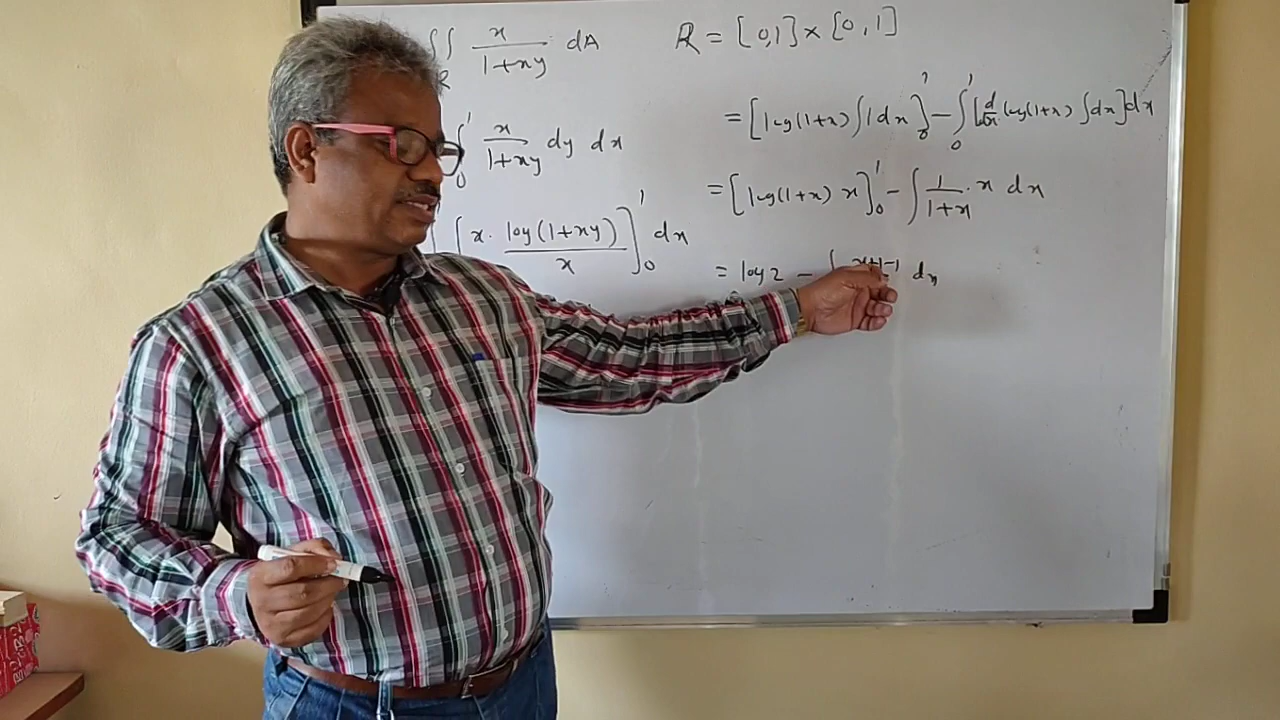 ∬ x/(1+xy) dA R = [0,1] × [0,1]
R
∫₀¹ x/(1+xy) dy dx
[x · log(1+xy)/x]₀¹ dx
= [log(1+x) ∫1 dx]₀¹ − ∫₀¹ [d/dx log(1+x) ∫dx] dx
= [log(1+x) x]₀¹ − ∫ 1/(1+x) · x dx
= log 2 − ∫ x+1−1 dx